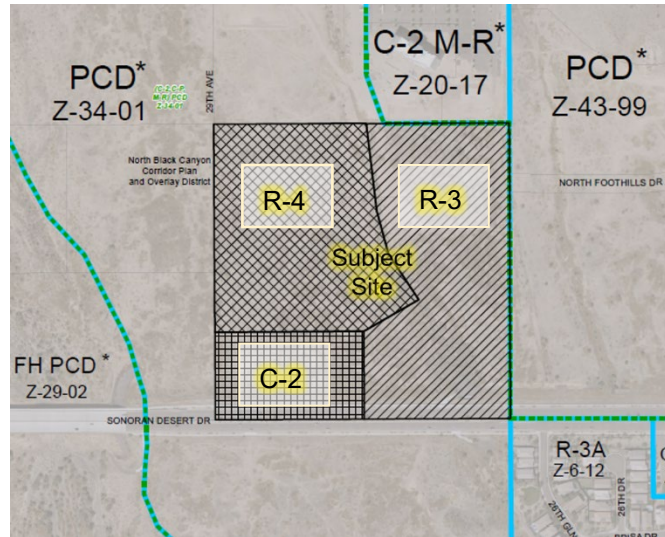 PCD*
Z-34-01
29TH AVE
C-2 M-R*
Z-20-17
PCD*
Z-43-99
North Black Canyon
Corridor Plan
and Overlay District
R-4
R-3
NORTH FOOTHILLS DR
Subject
Site
C-2
FH PCD*
Z-29-02
SONORAN DESERT DR
R-3A
Z-6-12
26TH DR
26TH GLN